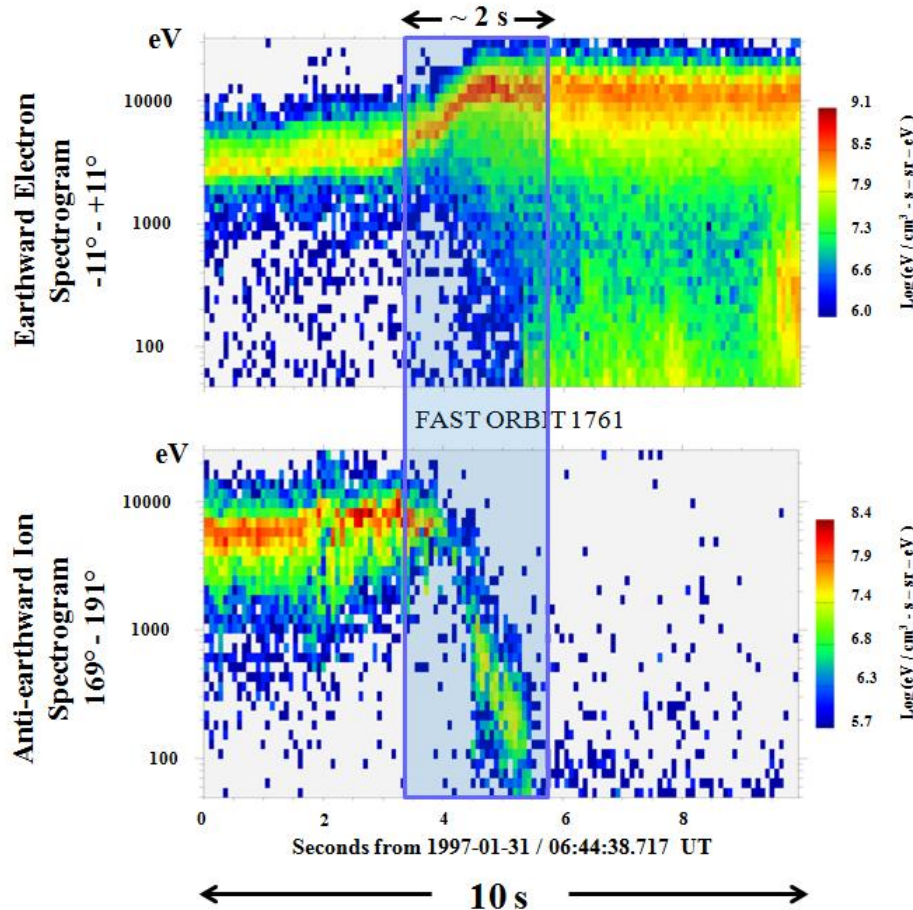 ~ 2 s
eV
10000
1000
100
Earthward Electron
Spectrogram
-11° - +11°
9.1
8.5
7.9
7.3
6.6
6.0
Log(eV / cm³ - s – sr – eV)
FAST ORBIT 1761
eV
10000
1000
100
Anti-earthward Ion
Spectrogram
169° - 191°
8.4
7.9
7.4
6.8
6.3
5.7
Log(eV / cm³ - s – sr – eV)
0 2 4 6 8
Seconds from 1997-01-31 / 06:44:38.717 UT
10 s